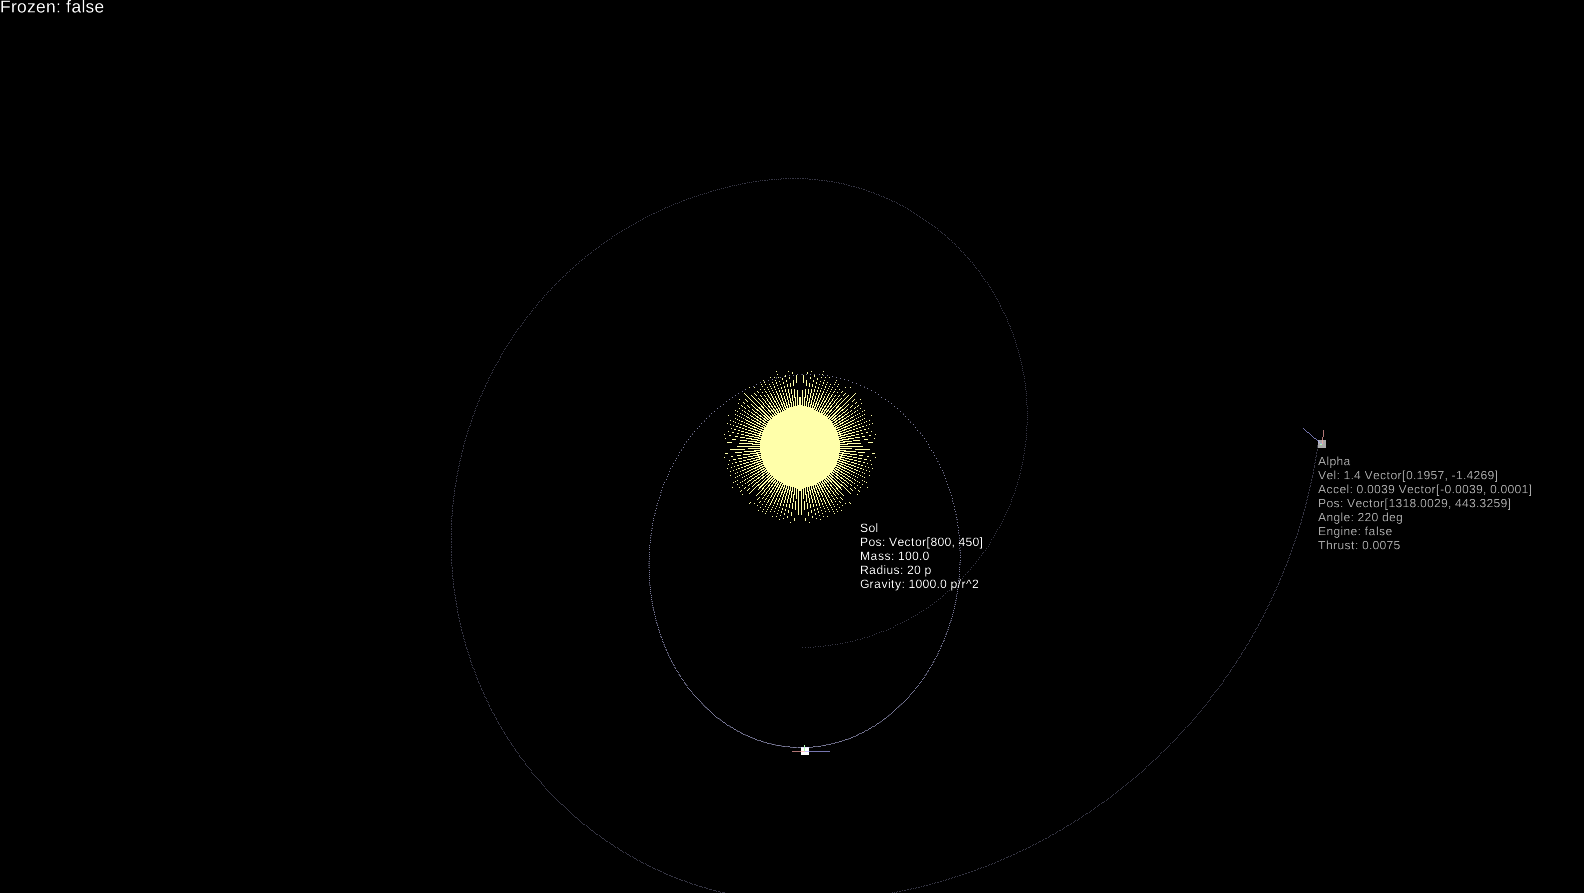 Frozen: false
Sol
Pos: Vector[800, 450]
Mass: 100.0
Radius: 20 p
Gravity: 1000.0 p/r^2
Alpha
Vel: 1.4 Vector[0.1957, -1.4269]
Accel: 0.0039 Vector[-0.0039, 0.0001]
Pos: Vector[1318.0029, 443.3259]
Angle: 220 deg
Engine: false
Thrust: 0.0075